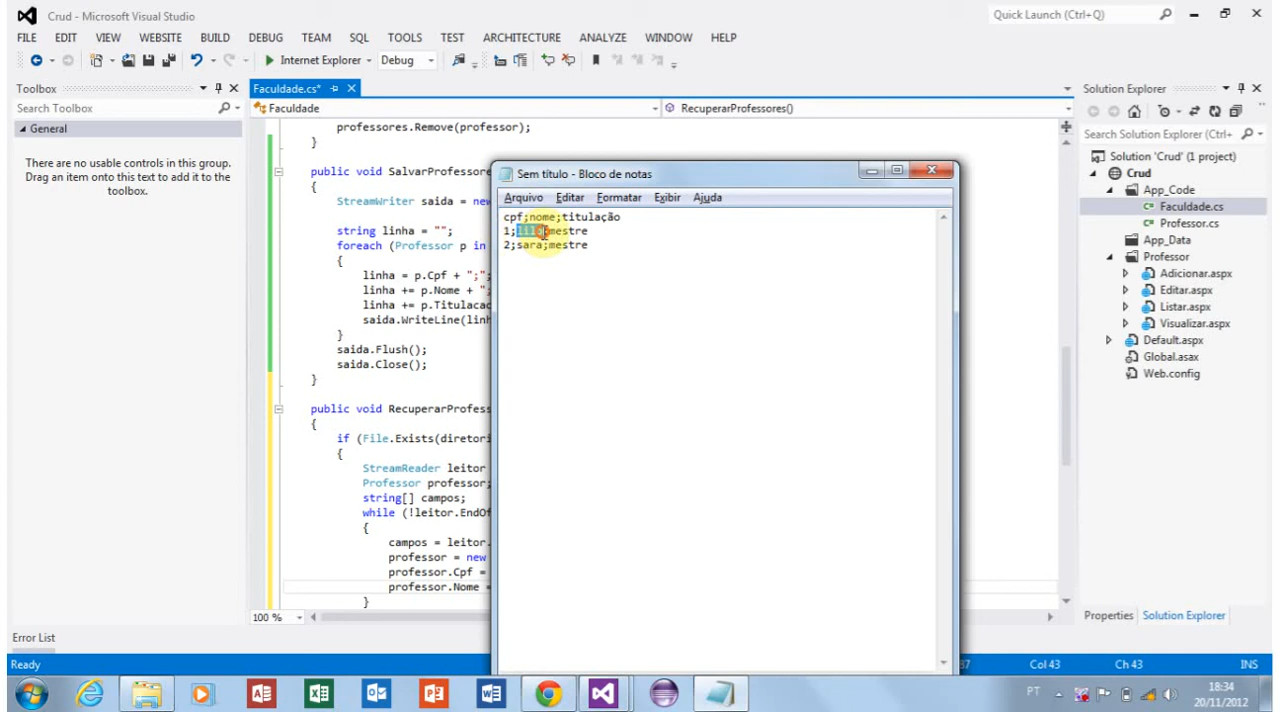 Crud - Microsoft Visual Studio
Quick Launch (Ctrl+Q)
FILE EDIT VIEW WEBSITE BUILD DEBUG TEAM SQL TOOLS TEST ARCHITECTURE ANALYZE WINDOW HELP
Internet Explorer Debug
Toolbox
Search Toolbox
General
There are no usable controls in this group.
Drag an item onto this text to add it to the
toolbox.
Faculdade.cs*
Faculdade
RecuperarProfessores()
professores.Remove(professor);
}
public void SalvarProfessore
{
StreamWriter saida = new
string linha = "";
foreach (Professor p in
{
linha = p.Cpf + ";";
linha += p.Nome + ";
linha += p.Titulacao
saida.WriteLine(linh
}
saida.Flush();
saida.Close();
}
public void RecuperarProfess
{
if (File.Exists(diretori
{
StreamReader leitor
Professor professor;
string[] campos;
while (!leitor.EndOf
{
campos = leitor.
professor = new
professor.Cpf =
professor.Nome =
}
100 %
Sem título - Bloco de notas
Arquivo Editar Formatar Exibir Ajuda
cpf;nome;titulação
1;lilo;mestre
2;sara;mestre
Solution Explorer
Search Solution Explorer (Ctrl+
Solution 'Crud' (1 project)
Crud
App_Code
Faculdade.cs
Professor.cs
App_Data
Professor
Adicionar.aspx
Editar.aspx
Listar.aspx
Visualizar.aspx
Default.aspx
Global.asax
Web.config
Properties Solution Explorer
Error List
Ready
Col 43 Ch 43 INS
PT
18:34
20/11/2012